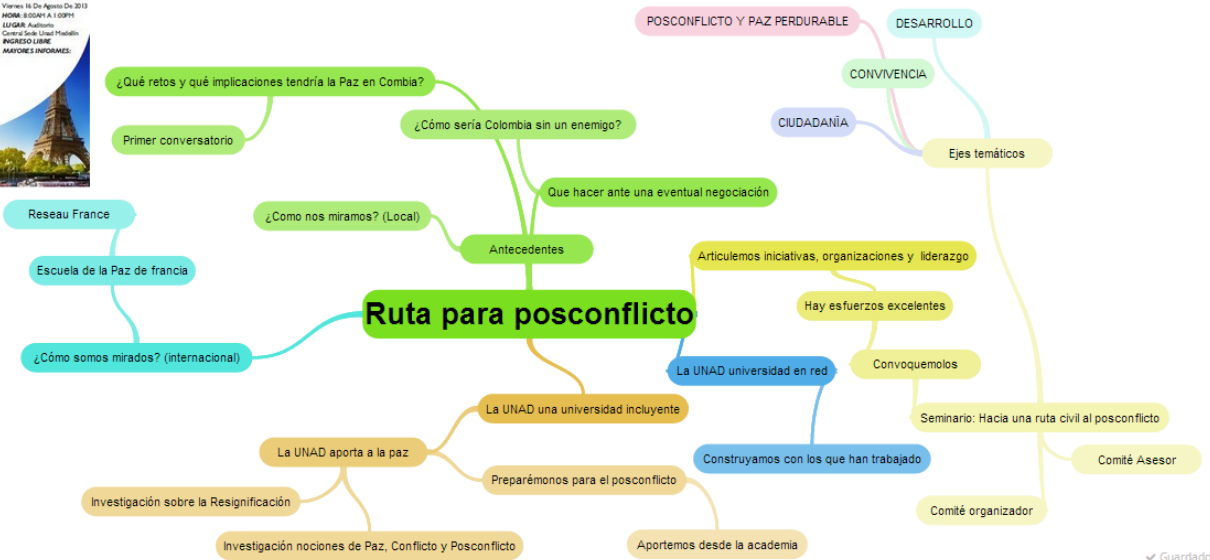 Viernes 16 De Agosto De 2013
HORA: 8:00AM A 1:00PM
LUGAR: Auditorio
Central Sede Unad Medellín
INGRESO LIBRE
MAYORES INFORMES:
POSCONFLICTO Y PAZ PERDURABLE
DESARROLLO
CONVIVENCIA
CIUDADANÌA
Ejes temáticos
¿Qué retos y qué implicaciones tendría la Paz en Combia?
Primer conversatorio
¿Cómo sería Colombia sin un enemigo?
Que hacer ante una eventual negociación
¿Como nos miramos? (Local)
Antecedentes
Reseau France
Escuela de la Paz de francia
¿Cómo somos mirados? (internacional)
Ruta para posconflicto
Articulemos iniciativas, organizaciones y liderazgo
Hay esfuerzos excelentes
Convoquemolos
Seminario: Hacia una ruta civil al posconflicto
Comité Asesor
Comité organizador
La UNAD universidad en red
Construyamos con los que han trabajado
La UNAD una universidad incluyente
La UNAD aporta a la paz
Preparémonos para el posconflicto
Investigación sobre la Resignificación
Investigación nociones de Paz, Conflicto y Posconflicto
Aportemos desde la academia
Guardado